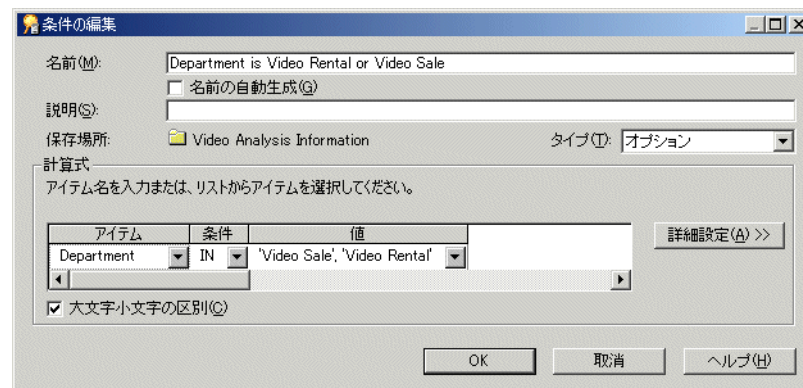 条件の編集
名前(M): Department is Video Rental or Video Sale
名前の自動生成(G)
説明(S):
保存場所: Video Analysis Information タイプ(T): オプション
計算式
アイテム名を入力または、リストからアイテムを選択してください。
アイテム 条件 値
Department IN 'Video Sale', 'Video Rental' 詳細設定(A) >>
大文字小文字の区別(C)
OK 取消 ヘルプ(H)